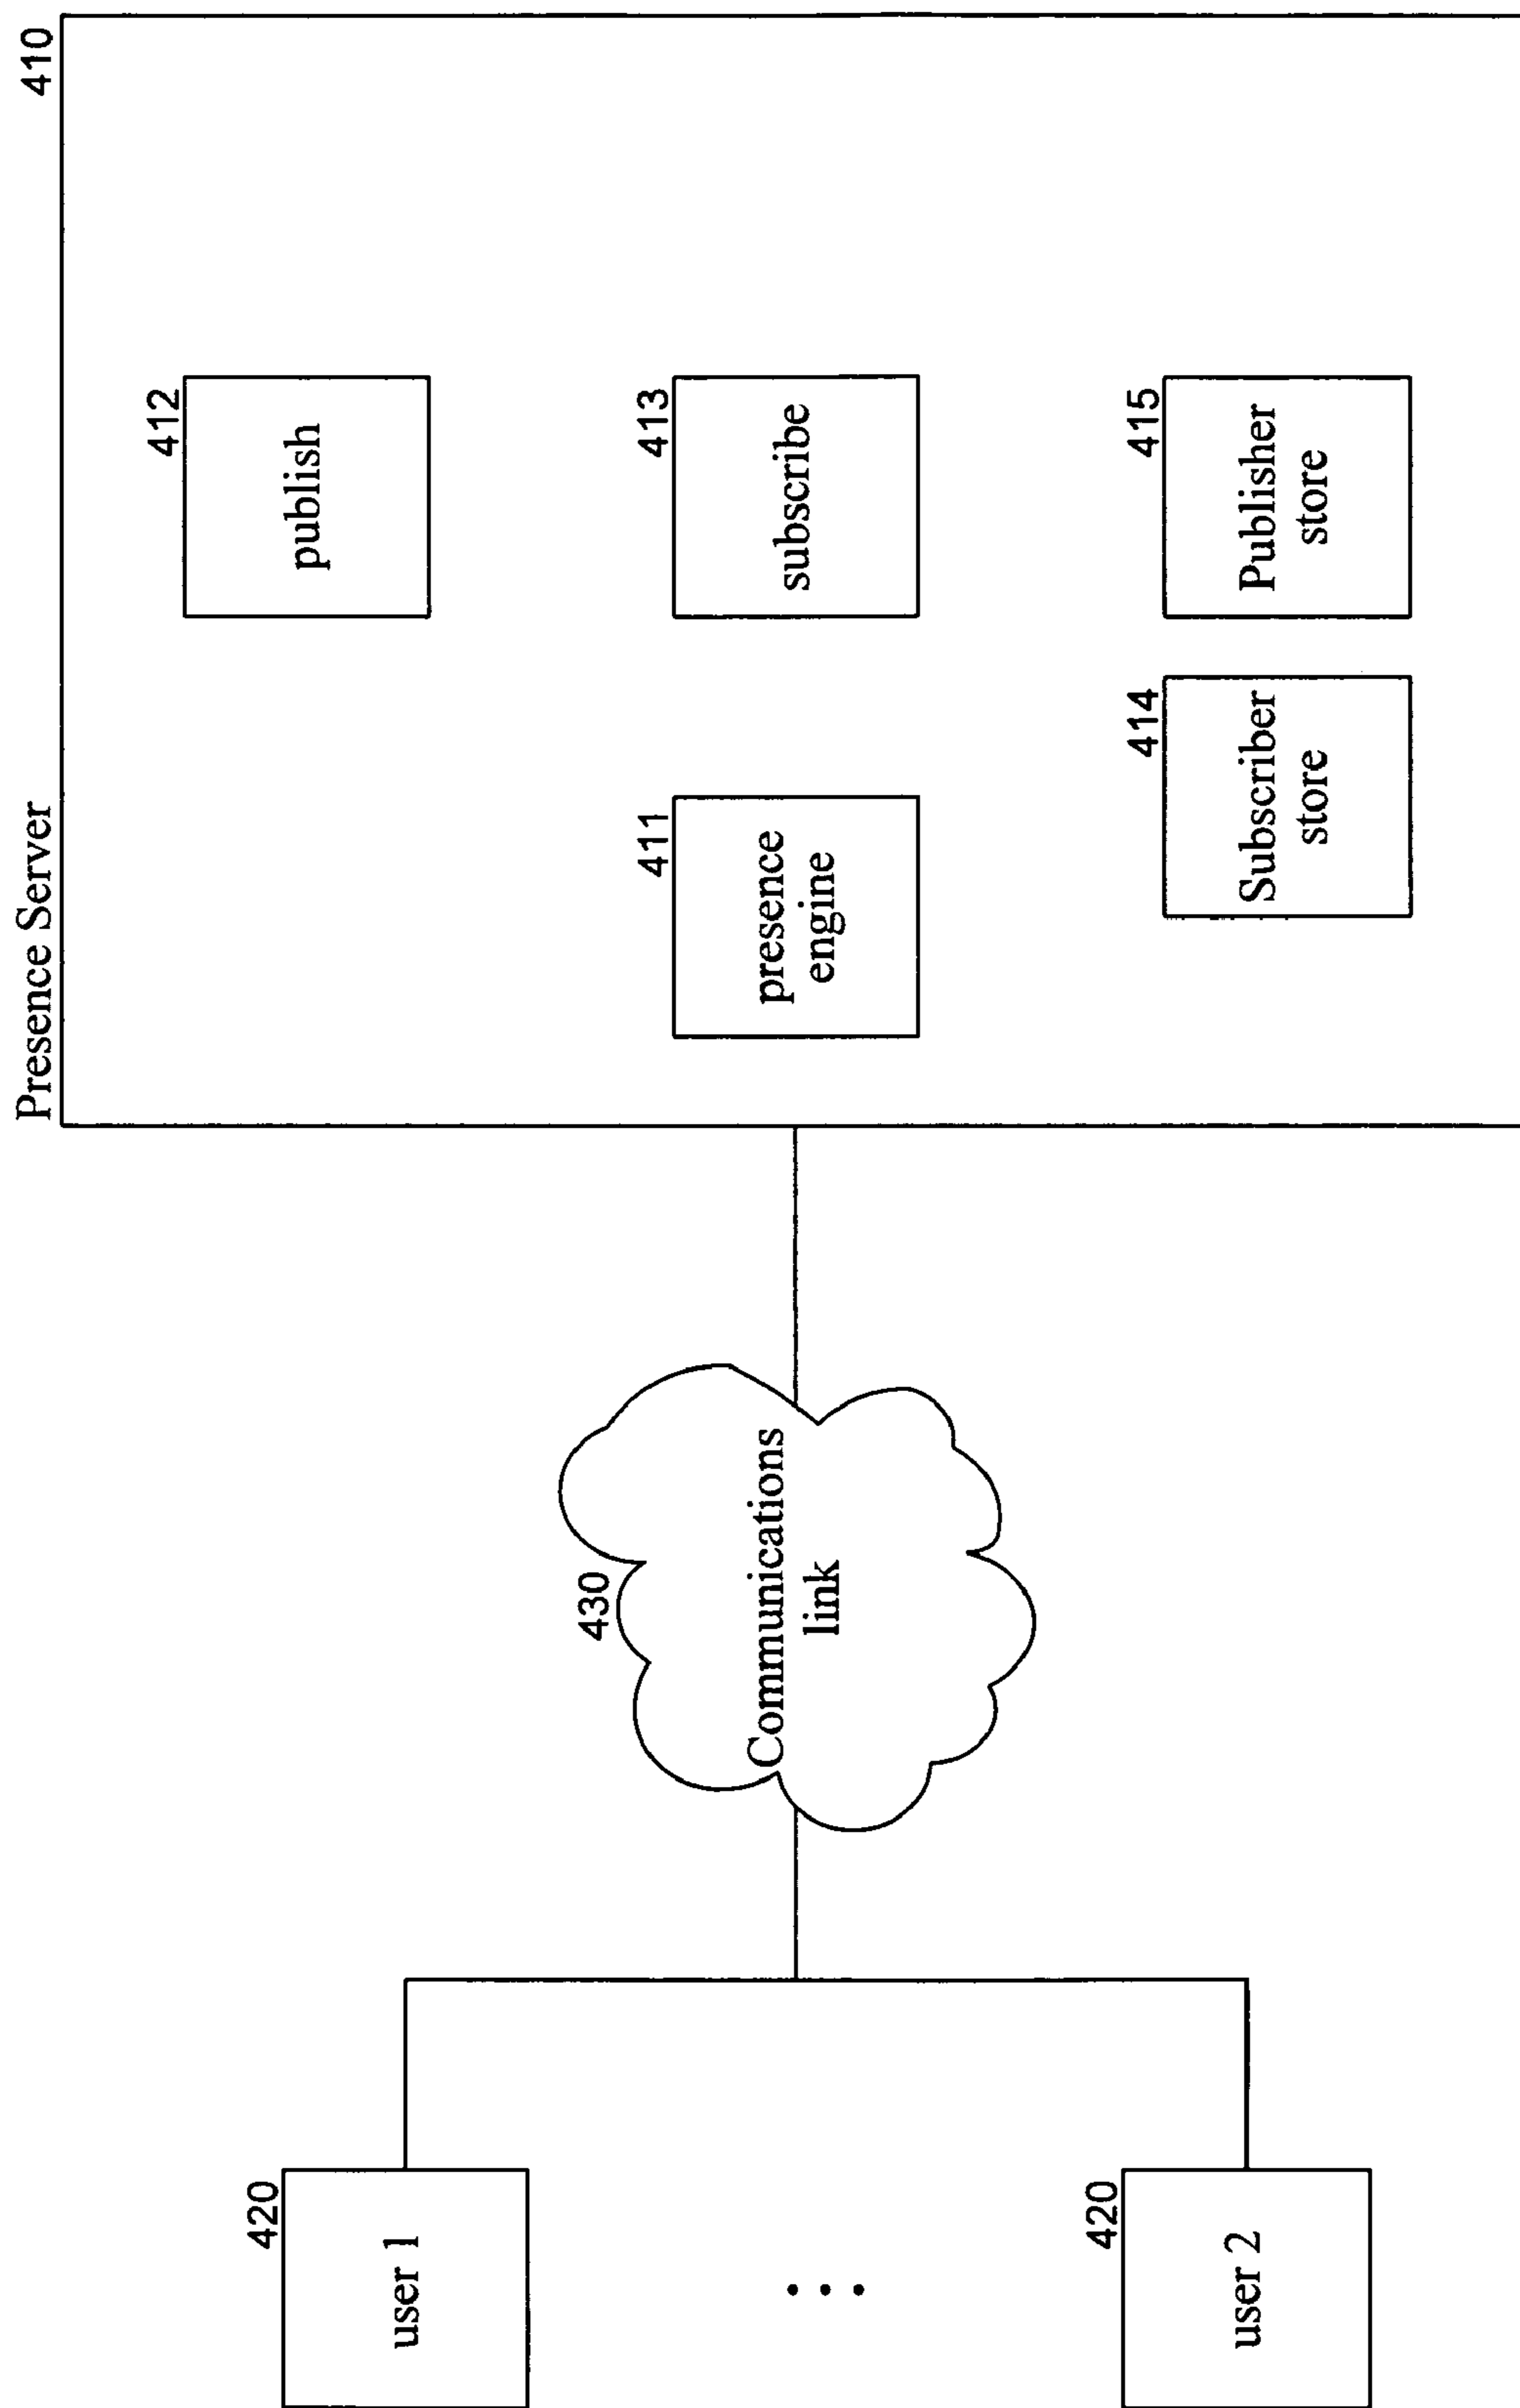 Presence Server
410
420
user 1
...
420
user 2
430
Communications
link
411
presence
engine
412
publish
413
subscribe
414
Subscriber
store
415
Publisher
store